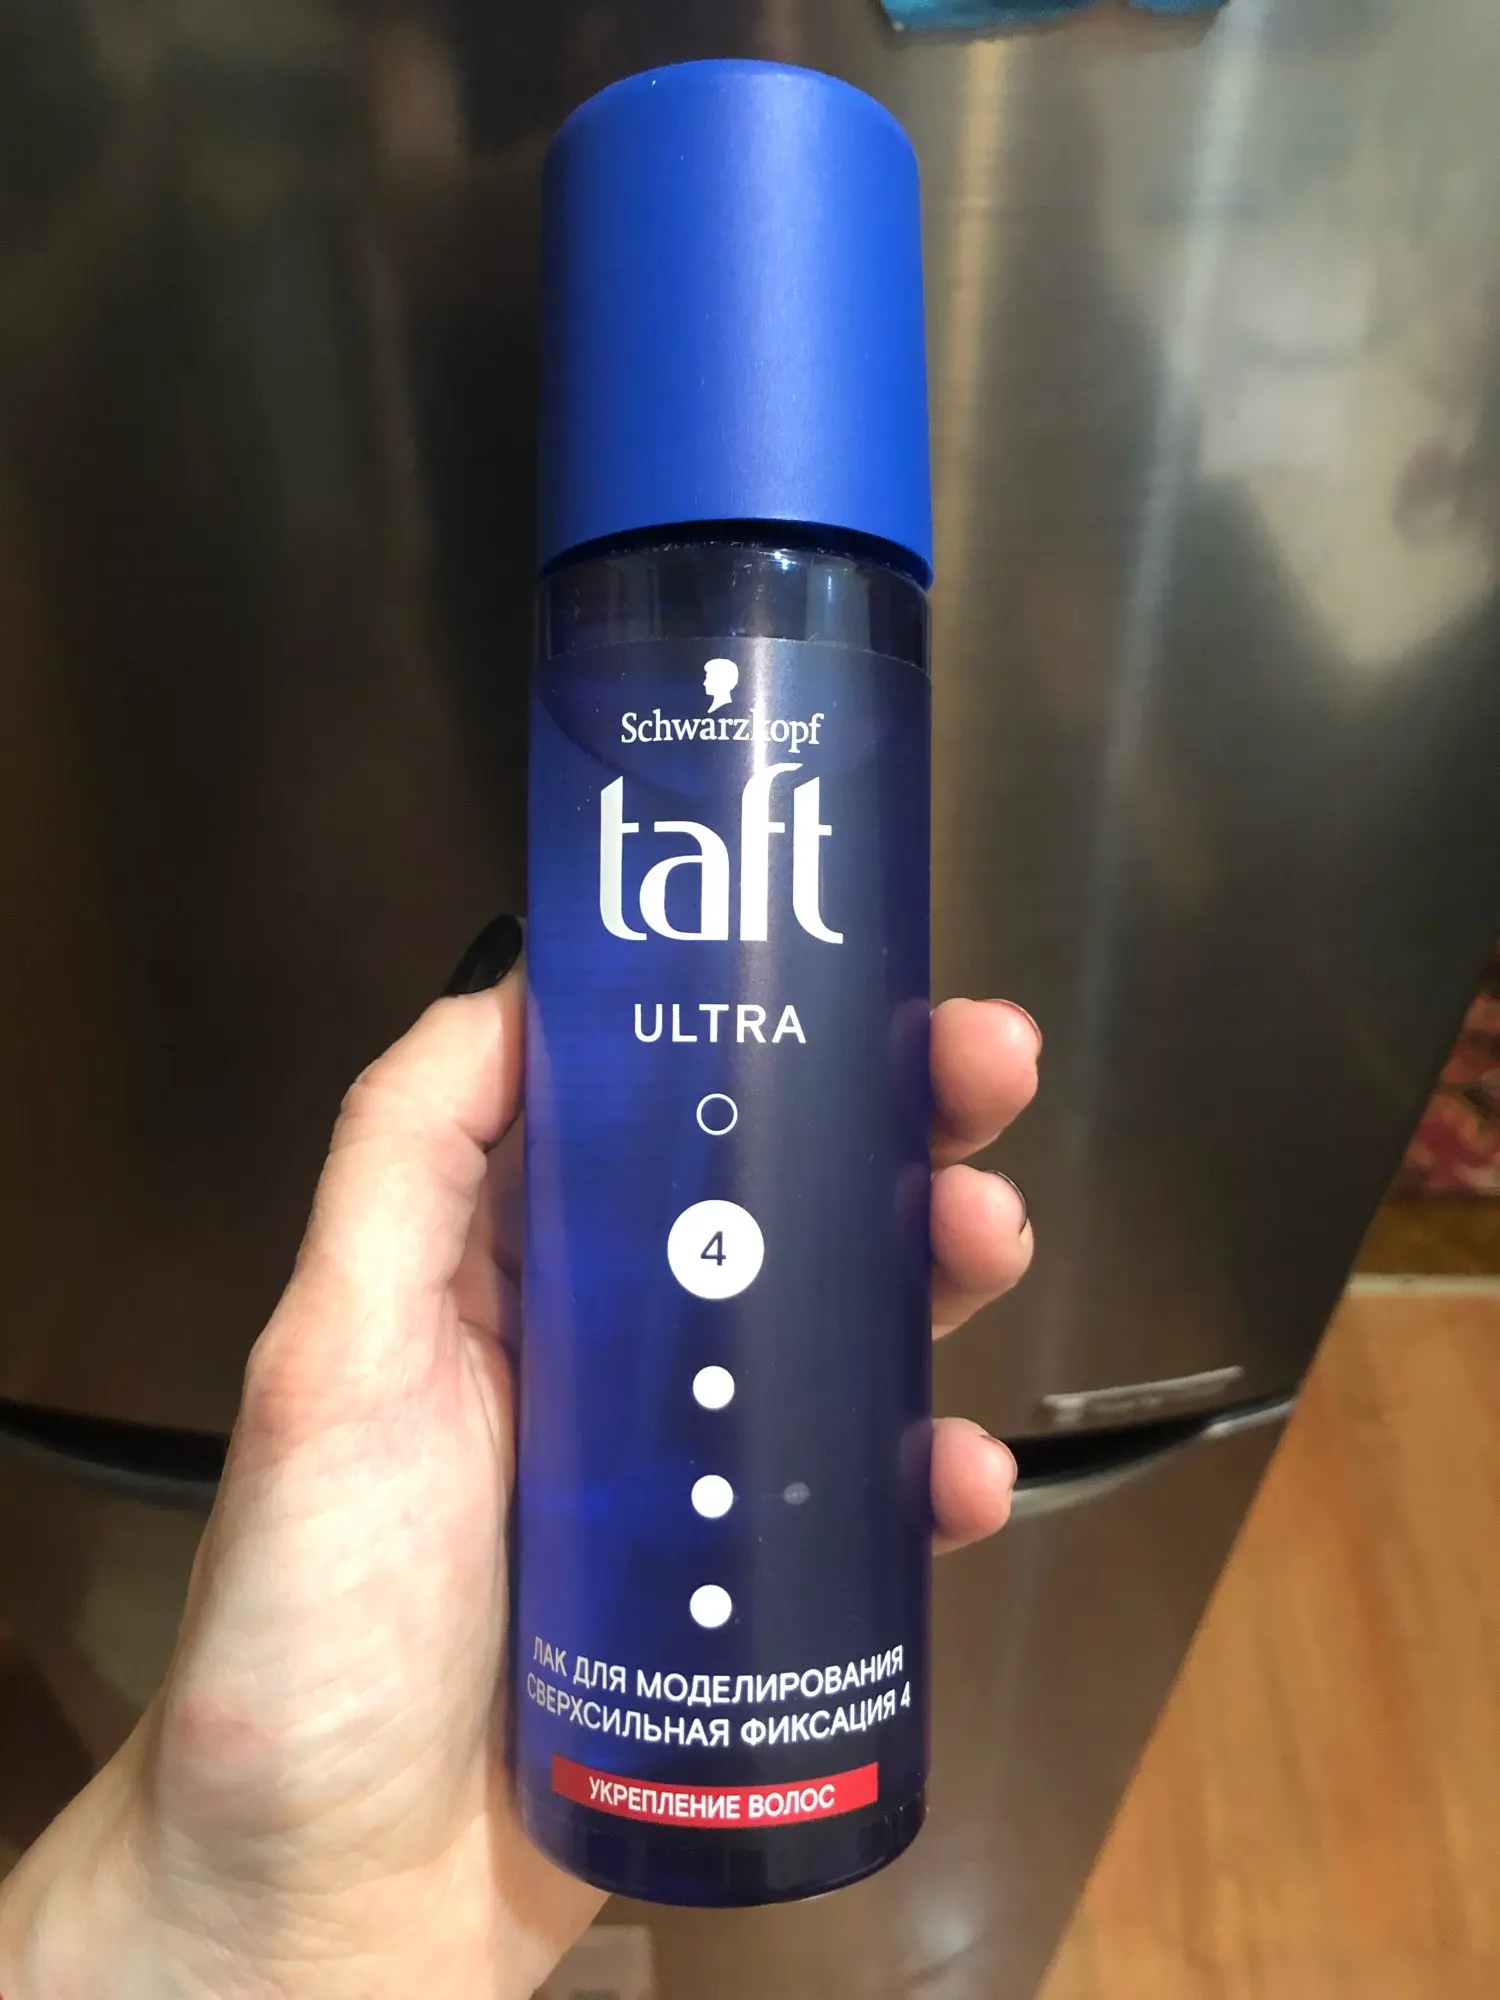 Schwarzkopf
taft
ULTRA
4
ЛАК ДЛЯ МОДЕЛИРОВАНИЯ
СВЕРХСИЛЬНАЯ ФИКСАЦИЯ 4
УКРЕПЛЕНИЕ ВОЛОС